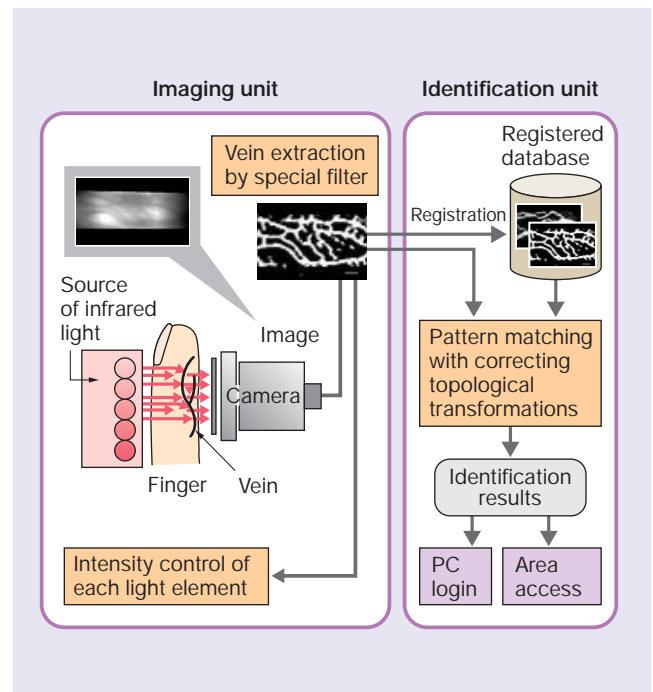 Imaging unit
Identification unit
Vein extraction
by special filter
Registered
database
Registration
Source
of infrared
light
Image
Camera
Finger
Vein
Pattern matching
with correcting
topological
transformations
Identification
results
Intensity control of
each light element
PC
login
Area
access